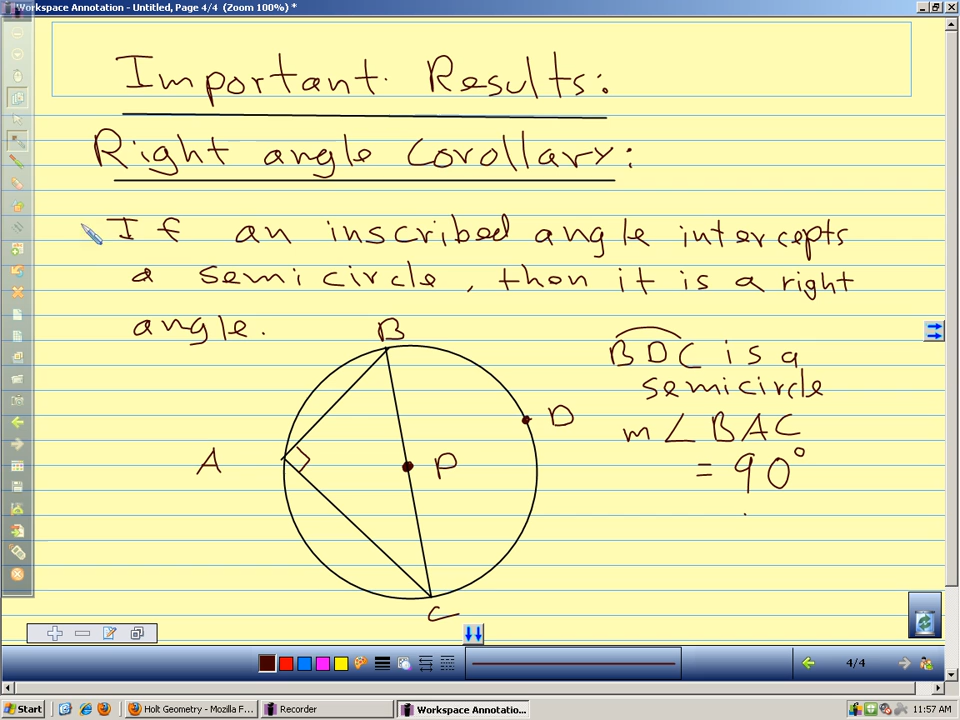 Workspace Annotation - Untitled, Page 4/4 (Zoom 100%) *
Important Results:
Right angle Corollary:
If an inscribed angle intercepts
a semicircle, then it is a right
angle.
B
BDC is a
semicircle
D
m∠BAC
A
P
= 90°
C
4/4
Start
Holt Geometry - Mozilla F...
Recorder
Workspace Annotatio...
11:57 AM